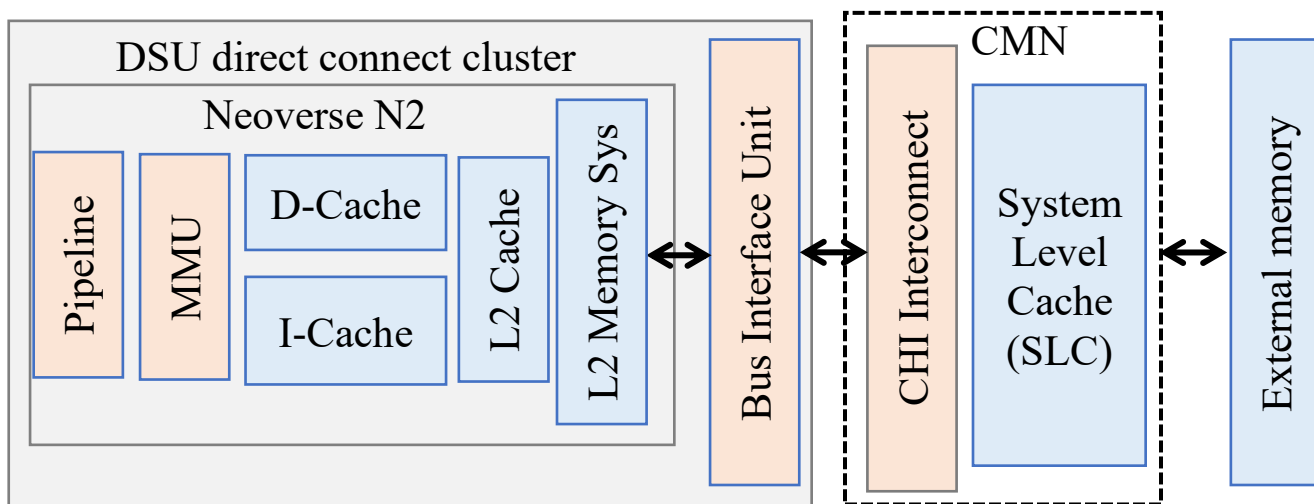 DSU direct connect cluster
Neoverse N2
Pipeline
MMU
D-Cache
I-Cache
L2 Cache
L2 Memory Sys
Bus Interface Unit
CMN
CHI Interconnect
System
Level
Cache
(SLC)
External memory